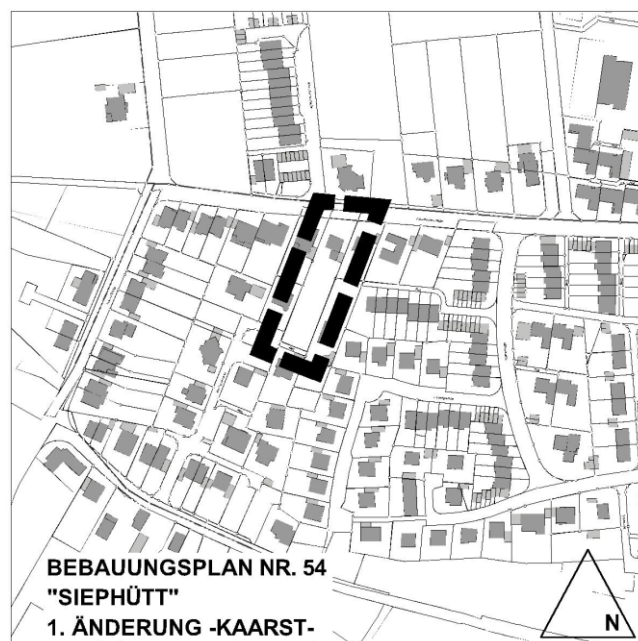 BEBAUUNGSPLAN NR. 54
"SIEPHÜTT"
1. ÄNDERUNG -KAARST-
N